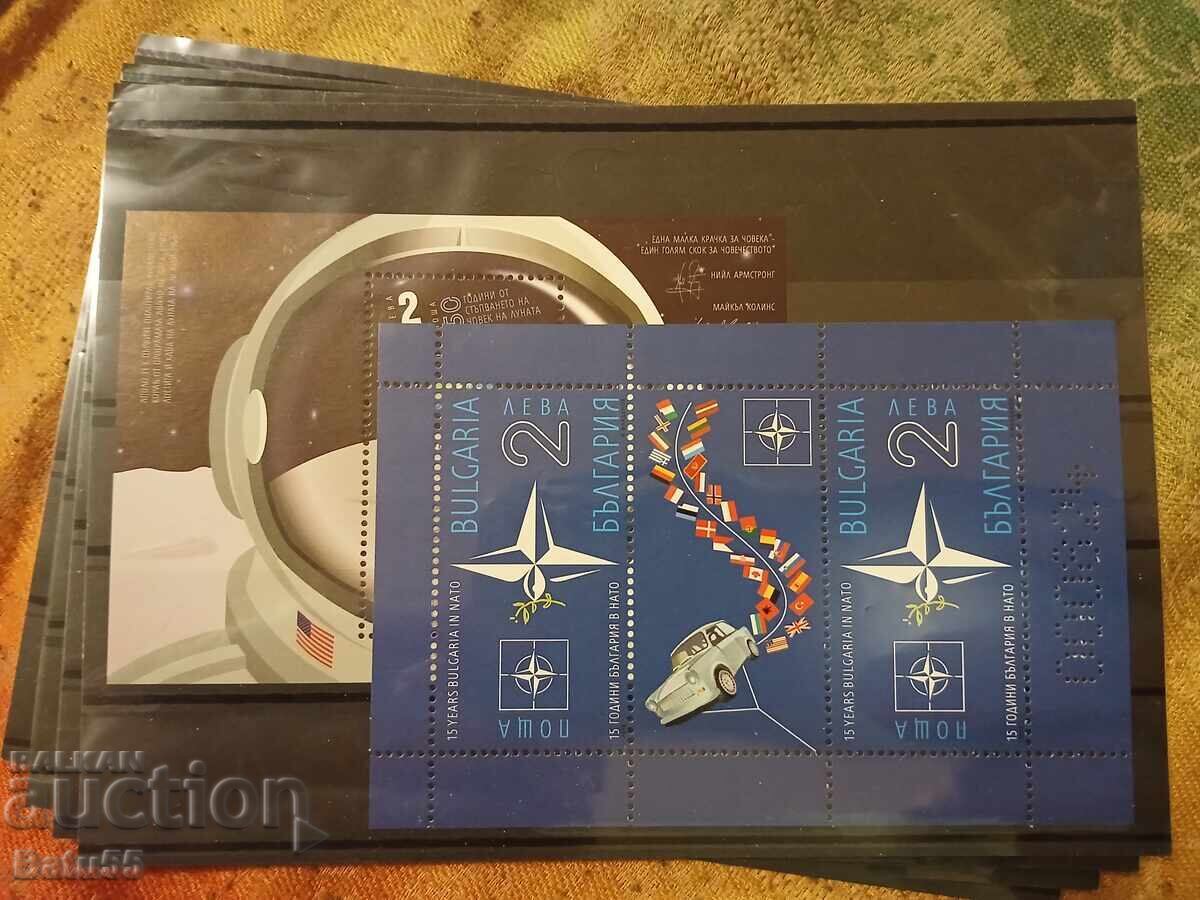 „ ЕДНА МАЛКА КРАЧКА ЗА ЧОВЕКА"-
"ЕДИН ГОЛЯМ СКОК ЗА ЧОВЕЧЕСТВОТО"
НИЙЛ АРМСТРОНГ
МАЙКЪЛ КОЛИНС
2
50
ГОДИНИ ОТ
СТЪПВАНЕТО НА
ЧОВЕК НА ЛУНАТА
BULGARIA
2 ЛЕВА
БЪЛГАРИЯ
15 YEARS BULGARIA IN NATO
15 ГОДИНИ БЪЛГАРИЯ В НАТО
ПОЩА
BULGARIA
2 ЛЕВА
БЪЛГАРИЯ
15 YEARS BULGARIA IN NATO
15 ГОДИНИ БЪЛГАРИЯ В НАТО
ПОЩА
BALKAN
auction
Batu55